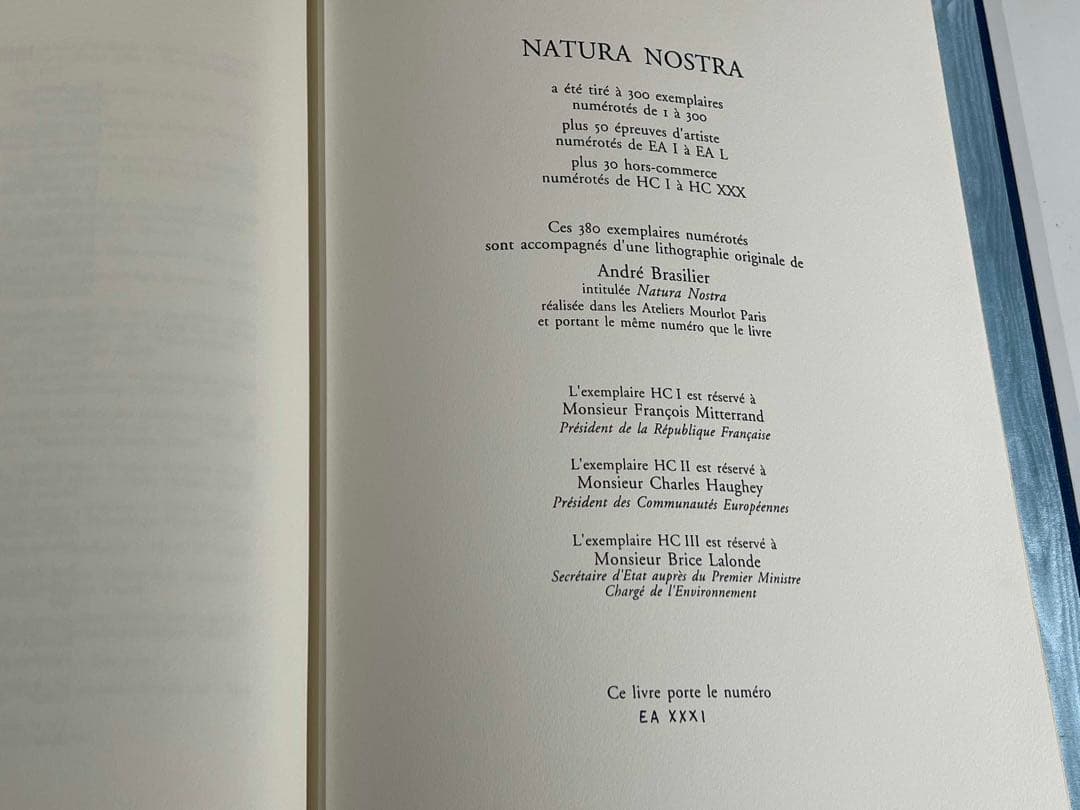 NATURA NOSTRA
a été tiré à 300 exemplaires
numérotés de 1 à 300
plus 50 épreuves d'artiste
numérotés de EA I à EA L
plus 30 hors-commerce
numérotés de HC I à HC XXX
Ces 380 exemplaires numérotés
sont accompagnés d'une lithographie originale de
André Brasilier
intitulée Natura Nostra
réalisée dans les Ateliers Mourlot Paris
et portant le même numéro que le livre
L'exemplaire HC I est réservé à
Monsieur François Mitterrand
Président de la République Française
L'exemplaire HC II est réservé à
Monsieur Charles Haughey
Président des Communautés Européennes
L'exemplaire HC III est réservé à
Monsieur Brice Lalonde
Secrétaire d'Etat auprès du Premier Ministre
Chargé de l'Environnement
Ce livre porte le numéro
EA XXXI